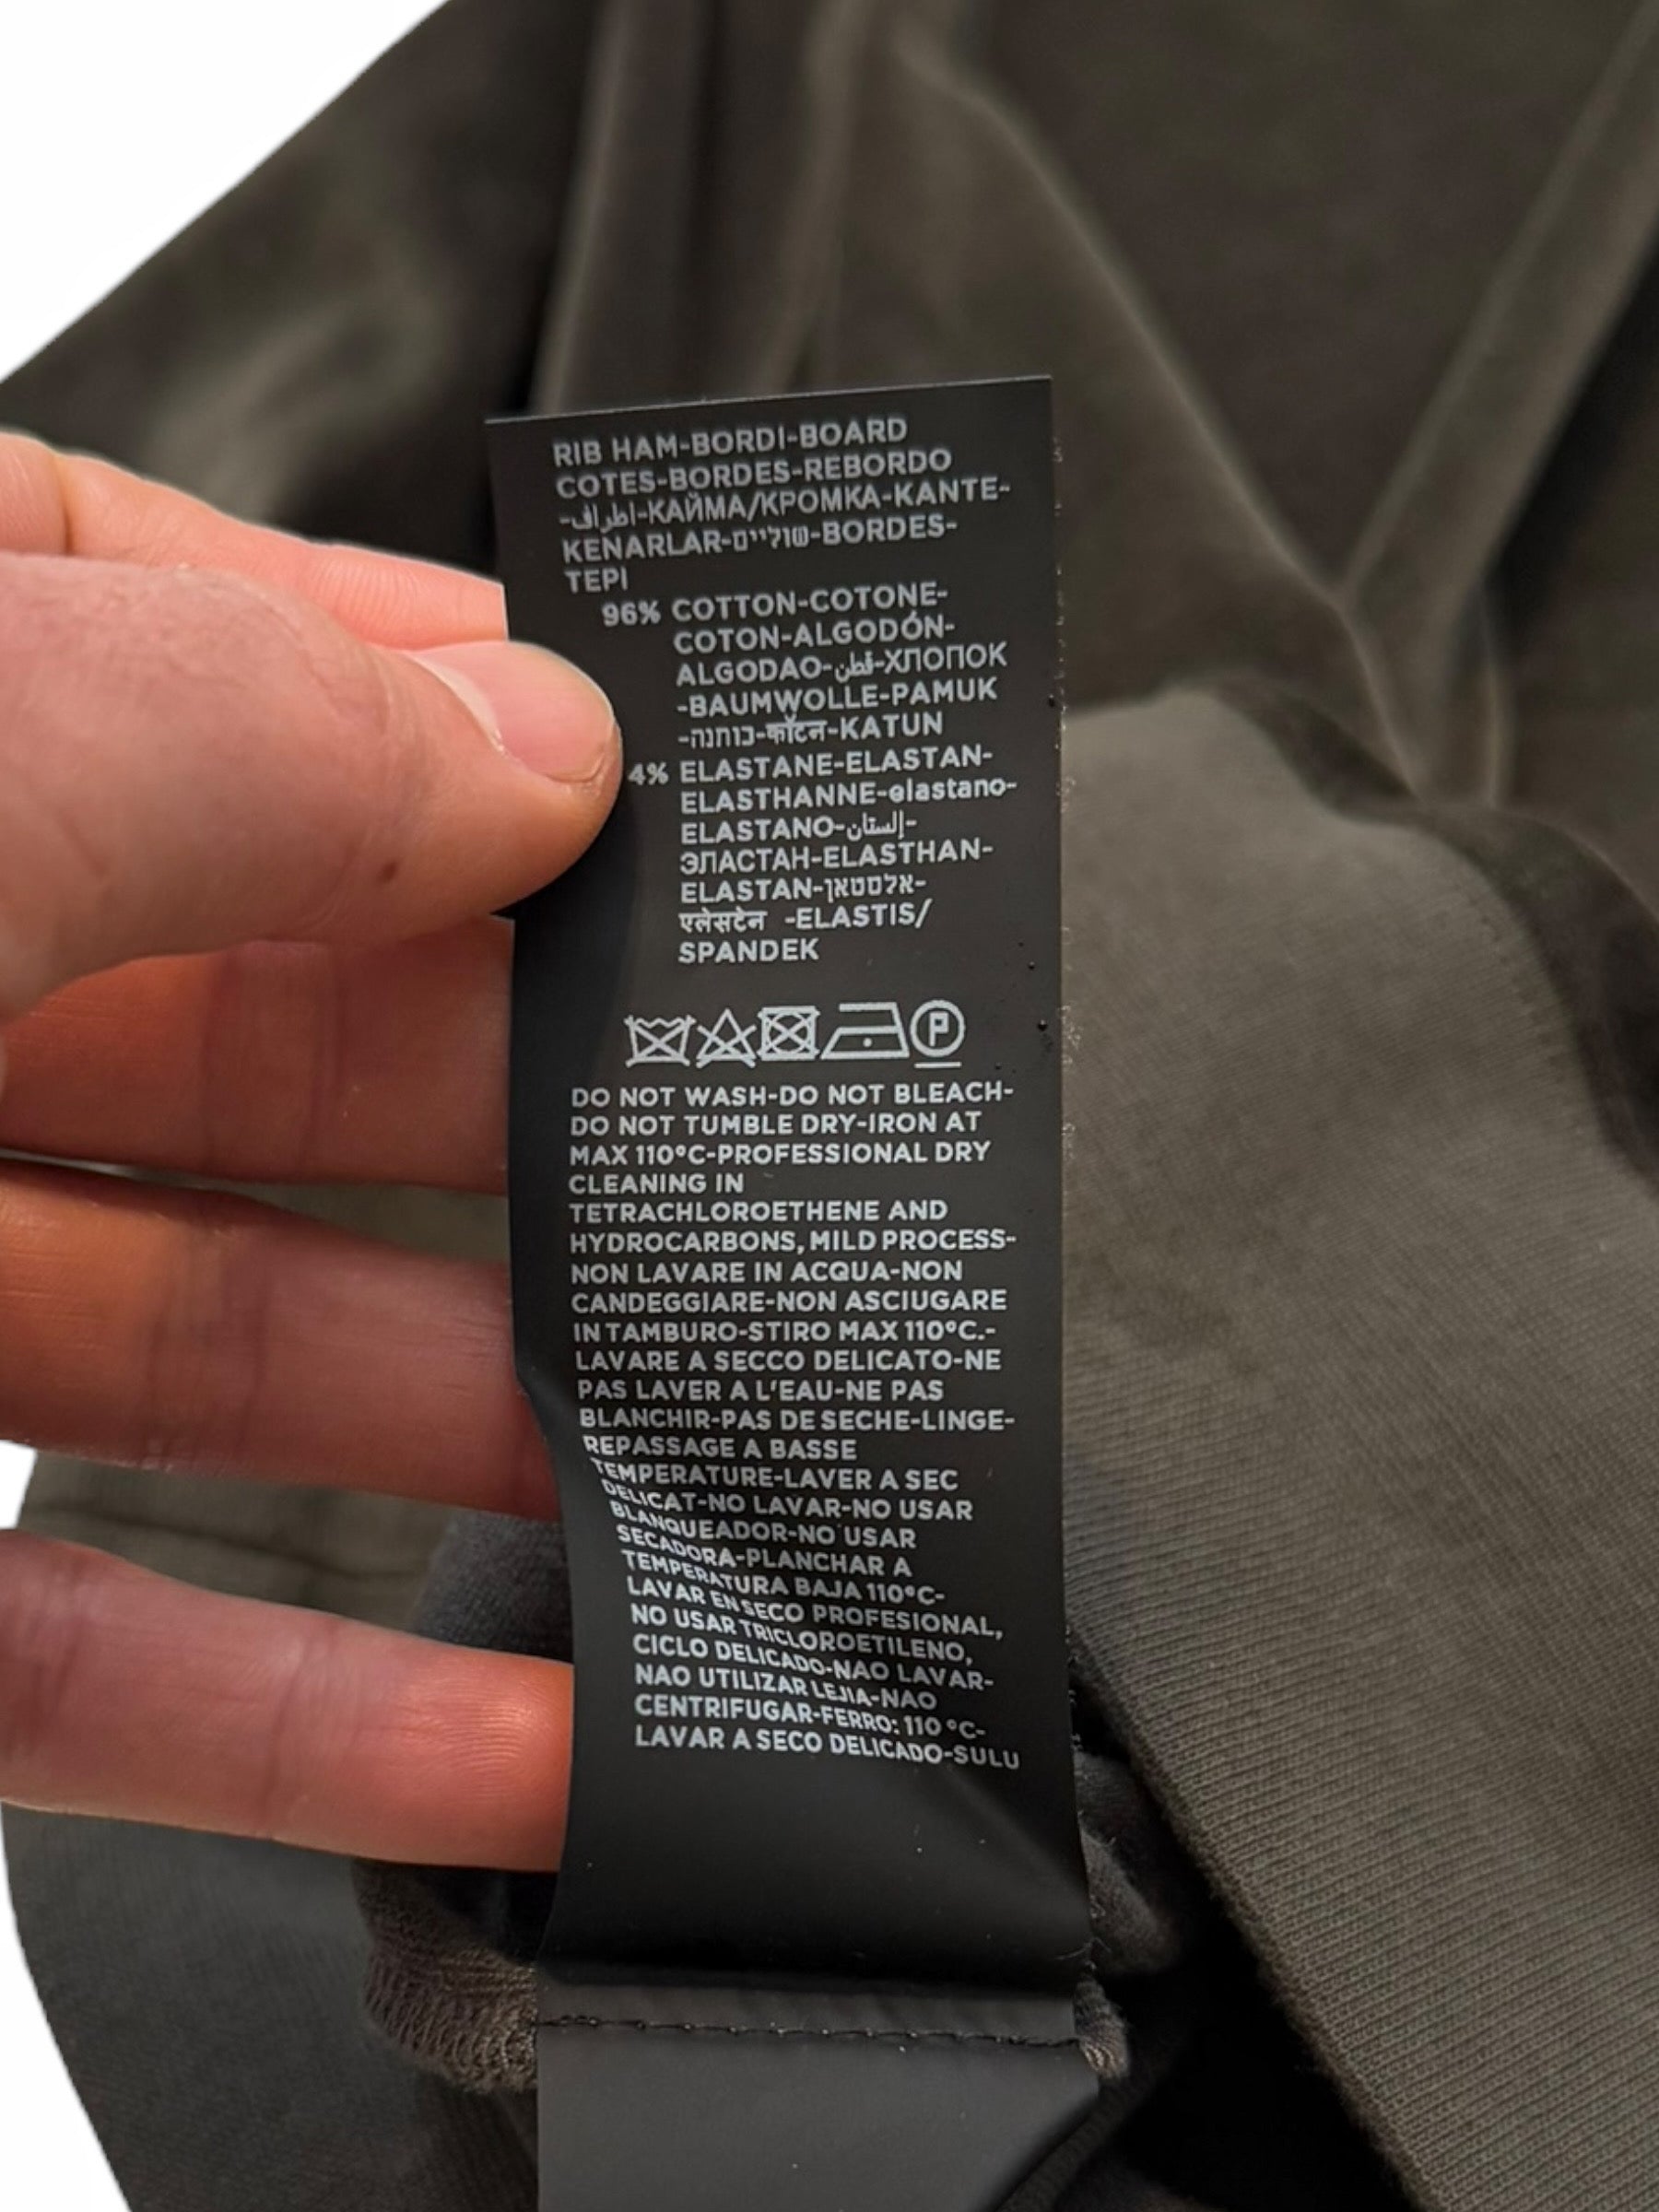 RIB HAM-BORDI-BOARD
COTES-BORDES-REBORDO
-اطراف-КАЙМА/КРОМКА-KANTE-
KENARLAR-שוליים-BORDES-
TEPI
96% COTTON-COTONE-
COTON-ALGODÓN-
ALGODAO-قطن-ХЛОПОК
-BAUMWOLLE-PAMUK
-כותנה-कॉटन-KATUN
4% ELASTANE-ELASTAN-
ELASTHANNE-elastano-
ELASTANO-إلستان-
ЭЛАСТАН-ELASTHAN-
ELASTAN-אלסטאן-
एलेसटेन -ELASTIS/
SPANDEK
P
DO NOT WASH-DO NOT BLEACH-
DO NOT TUMBLE DRY-IRON AT
MAX 110°C-PROFESSIONAL DRY
CLEANING IN
TETRACHLOROETHENE AND
HYDROCARBONS, MILD PROCESS-
NON LAVARE IN ACQUA-NON
CANDEGGIARE-NON ASCIUGARE
IN TAMBURO-STIRO MAX 110°C.-
LAVARE A SECCO DELICATO-NE
PAS LAVER A L'EAU-NE PAS
BLANCHIR-PAS DE SECHE-LINGE-
REPASSAGE A BASSE
TEMPERATURE-LAVER A SEC
DELICAT-NO LAVAR-NO USAR
BLANQUEADOR-NO USAR
SECADORA-PLANCHAR A
TEMPERATURA BAJA 110°C-
LAVAR EN SECO PROFESIONAL,
NO USAR TRICLOROETILENO,
CICLO DELICADO-NAO LAVAR-
NAO UTILIZAR LEJIA-NAO
CENTRIFUGAR-FERRO: 110 °C-
LAVAR A SECO DELICADO-SULU